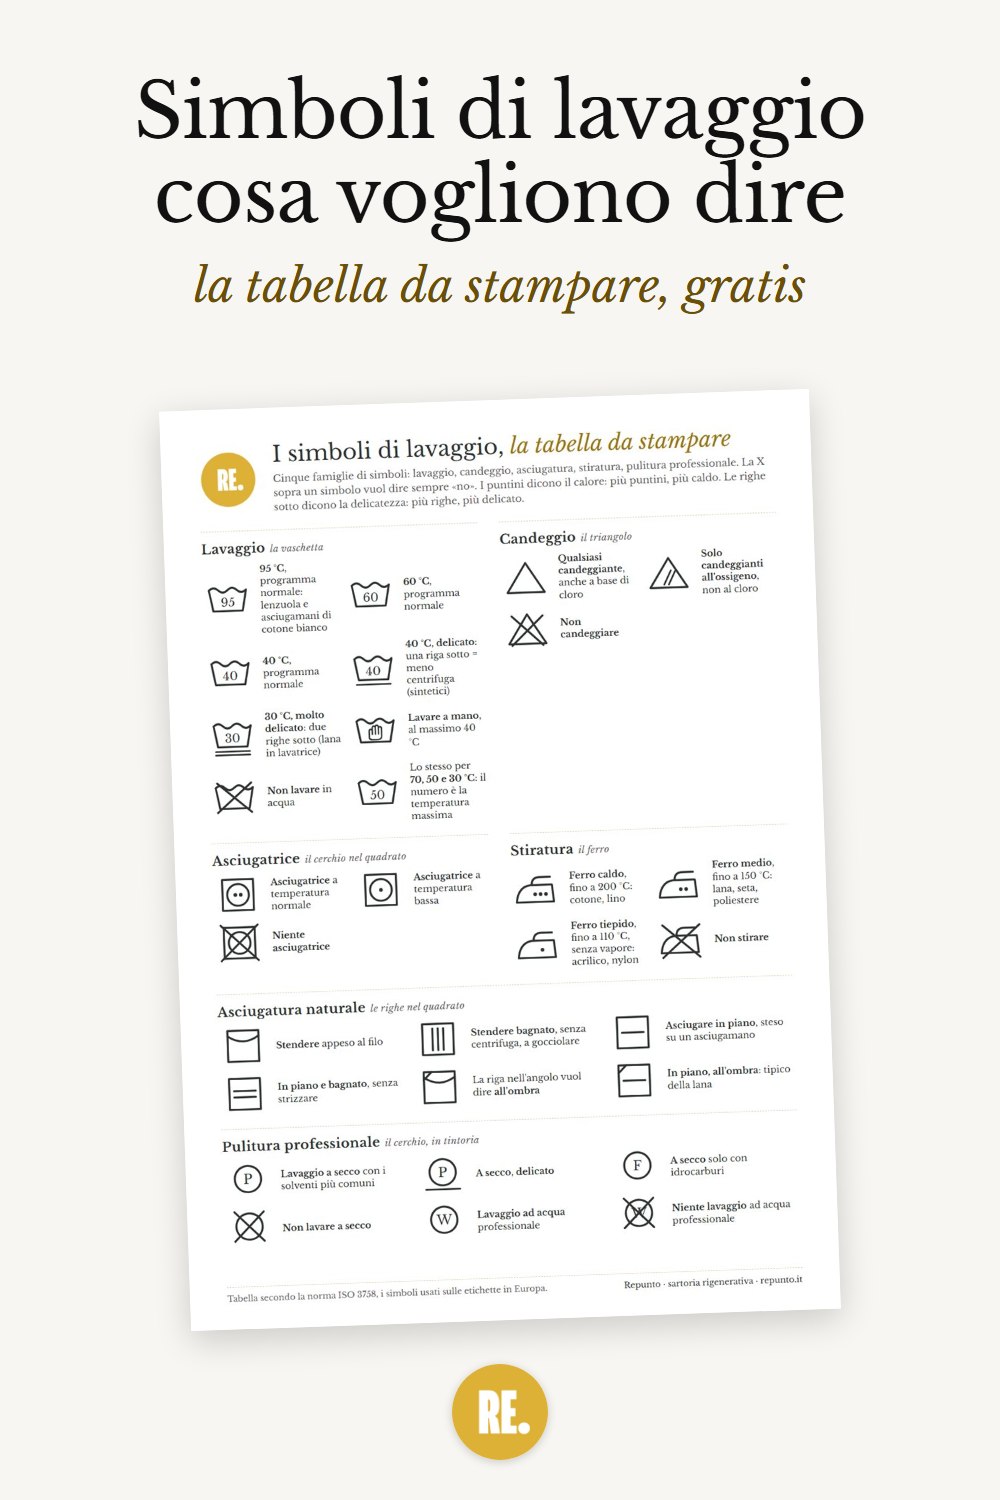 Simboli di lavaggio
cosa vogliono dire
la tabella da stampare, gratis
RE.
I simboli di lavaggio, la tabella da stampare
Cinque famiglie di simboli: lavaggio, candeggio, asciugatura, stiratura, pulitura professionale. La X
sopra un simbolo vuol dire sempre «no». I puntini dicono il calore: più puntini, più caldo. Le righe
sotto dicono la delicatezza: più righe, più delicato.
Lavaggio la vaschetta
95
95 °C,
programma
normale:
lenzuola e
asciugamani di
cotone bianco
60
60 °C,
programma
normale
40
40 °C,
programma
normale
40
40 °C, delicato:
una riga sotto =
meno
centrifuga
(sintetici)
30
30 °C, molto
delicato: due
righe sotto (lana
in lavatrice)
Lavare a mano,
al massimo 40
°C
Non lavare in
acqua
50
Lo stesso per
70, 50 e 30 °C: il
numero è la
temperatura
massima
Candeggio il triangolo
Qualsiasi
candeggiante,
anche a base di
cloro
Solo
candeggianti
all'ossigeno,
non al cloro
Non
candeggiare
Asciugatrice il cerchio nel quadrato
Asciugatrice a
temperatura
normale
Asciugatrice a
temperatura
bassa
Niente
asciugatrice
Stiratura il ferro
Ferro caldo,
fino a 200 °C:
cotone, lino
Ferro medio,
fino a 150 °C:
lana, seta,
poliestere
Ferro tiepido,
fino a 110 °C,
senza vapore:
acrilico, nylon
Non stirare
Asciugatura naturale le righe nel quadrato
Stendere appeso al filo
Stendere bagnato, senza
centrifuga, a gocciolare
Asciugare in piano, steso
su un asciugamano
In piano e bagnato, senza
strizzare
La riga nell'angolo vuol
dire all'ombra
In piano, all'ombra: tipico
della lana
Pulitura professionale il cerchio, in tintoria
P
Lavaggio a secco con i
solventi più comuni
P
A secco, delicato
F
A secco solo con
idrocarburi
Non lavare a secco
W
Lavaggio ad acqua
professionale
W
Niente lavaggio ad acqua
professionale
Tabella secondo la norma ISO 3758, i simboli usati sulle etichette in Europa.
Repunto · sartoria rigenerativa · repunto.it
RE.